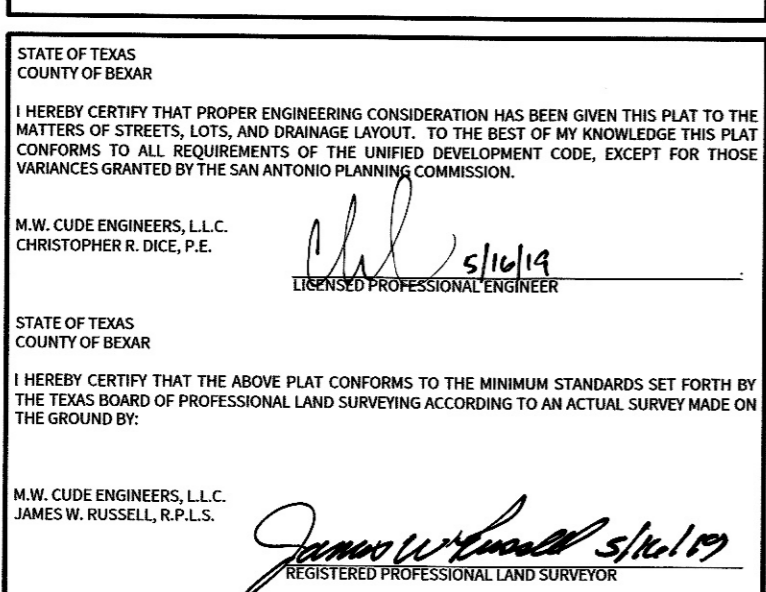 STATE OF TEXAS
COUNTY OF BEXAR
I HEREBY CERTIFY THAT PROPER ENGINEERING CONSIDERATION HAS BEEN GIVEN THIS PLAT TO THE
MATTERS OF STREETS, LOTS, AND DRAINAGE LAYOUT. TO THE BEST OF MY KNOWLEDGE THIS PLAT
CONFORMS TO ALL REQUIREMENTS OF THE UNIFIED DEVELOPMENT CODE, EXCEPT FOR THOSE
VARIANCES GRANTED BY THE SAN ANTONIO PLANNING COMMISSION.
M.W. CUDE ENGINEERS, L.L.C.
CHRISTOPHER R. DICE, P.E.
5/16/19
LICENSED PROFESSIONAL ENGINEER
STATE OF TEXAS
COUNTY OF BEXAR
I HEREBY CERTIFY THAT THE ABOVE PLAT CONFORMS TO THE MINIMUM STANDARDS SET FORTH BY
THE TEXAS BOARD OF PROFESSIONAL LAND SURVEYING ACCORDING TO AN ACTUAL SURVEY MADE ON
THE GROUND BY:
M.W. CUDE ENGINEERS, L.L.C.
JAMES W. RUSSELL, R.P.L.S.
James W Russell 5/16/19
REGISTERED PROFESSIONAL LAND SURVEYOR